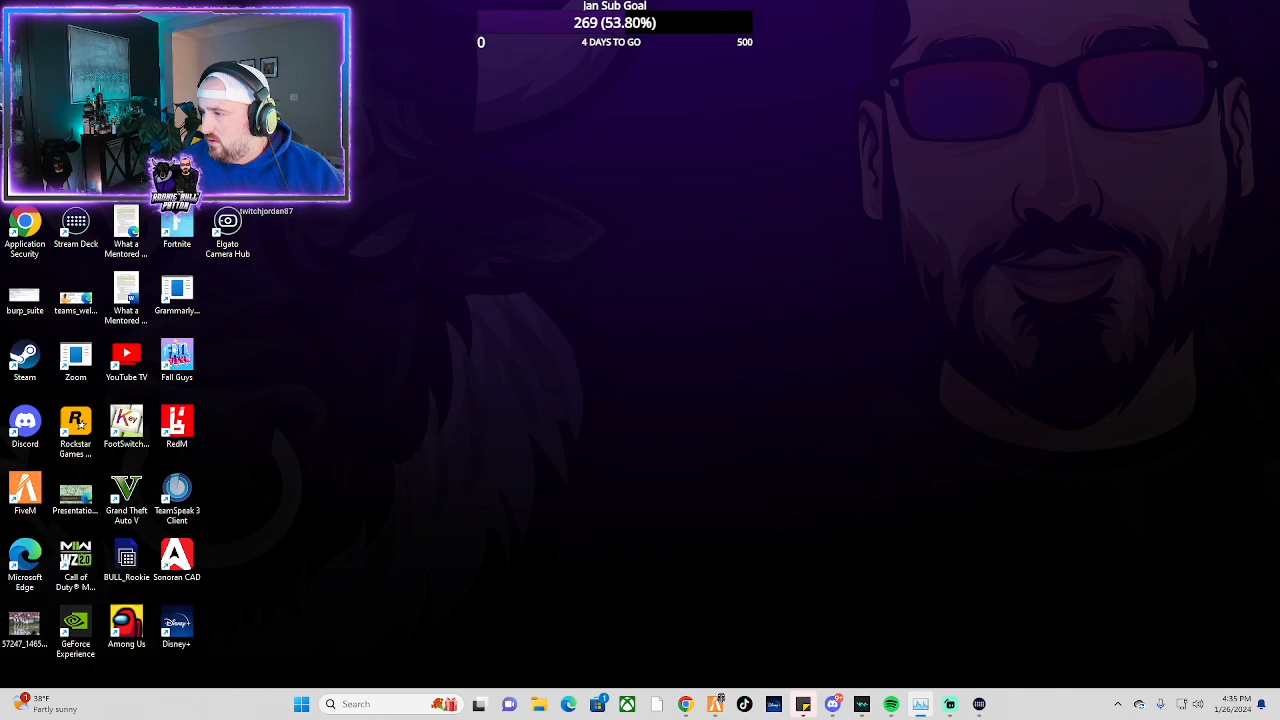 Jan Sub Goal
269 (53.80%)
0
4 DAYS TO GO
500
ROOKIE BULL
PATTON
twitchjordan87
Application
Security
Stream Deck
What a
Mentored ...
Fortnite
Elgato
Camera Hub
burp_suite
teams_wel...
What a
Mentored ...
Grammarly...
Steam
Zoom
YouTube TV
Fall Guys
Discord
Rockstar
Games ...
FootSwitch...
RedM
FiveM
Presentatio...
Grand Theft
Auto V
TeamSpeak 3
Client
Microsoft
Edge
Call of
Duty® M...
BULL_Rookie
Sonoran CAD
57247_1465...
GeForce
Experience
Among Us
Disney+
38°F
Partly sunny
Search
4:35 PM
1/26/2024